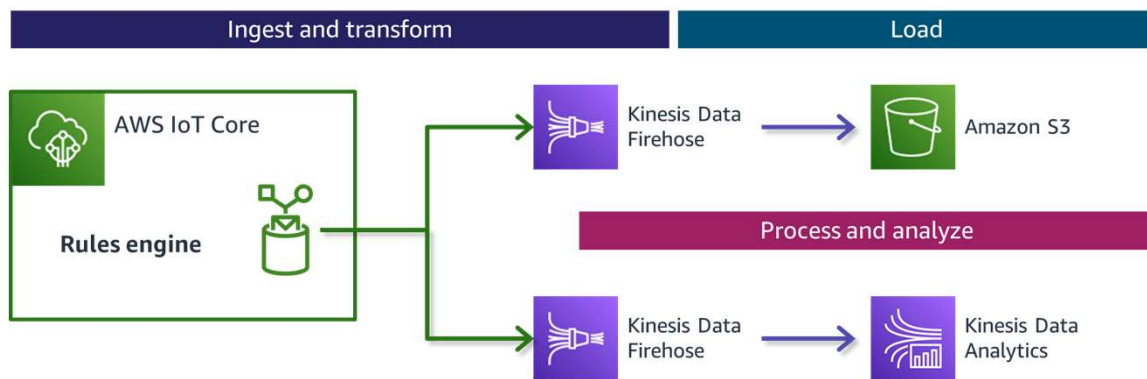 Ingest and transform
Load
AWS IoT Core
Rules engine
Kinesis Data
Firehose
Amazon S3
Process and analyze
Kinesis Data
Firehose
Kinesis Data
Analytics